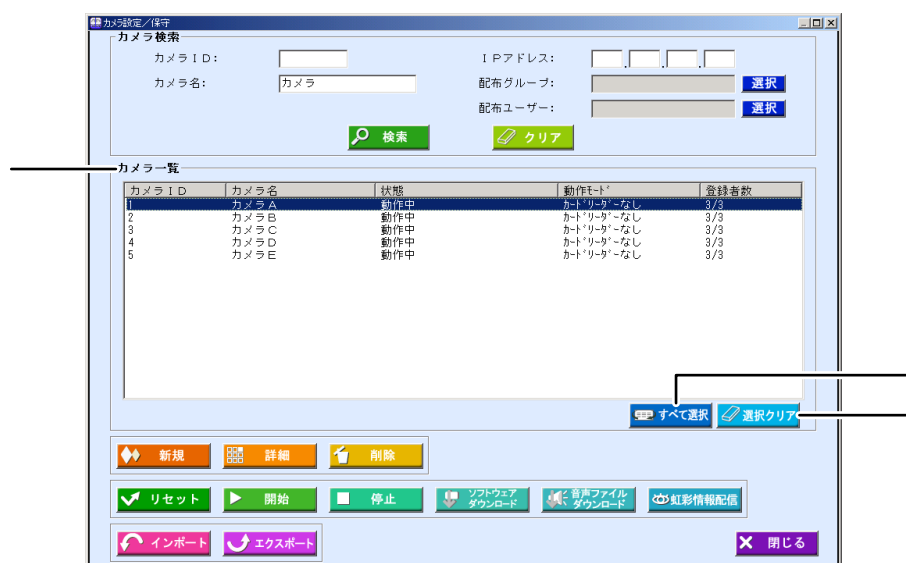 カメラ設定／保守
カメラ検索
カメラＩＤ： ＩＰアドレス： . . .
カメラ名： カメラ 配布グループ： 選択
配布ユーザー： 選択
検索 クリア
カメラ一覧
カメラＩＤ カメラ名 状態 動作ﾓｰﾄﾞ 登録者数
1 カメラＡ 動作中 ｶｰﾄﾞﾘｰﾀﾞｰなし 3/3
2 カメラＢ 動作中 ｶｰﾄﾞﾘｰﾀﾞｰなし 3/3
3 カメラＣ 動作中 ｶｰﾄﾞﾘｰﾀﾞｰなし 3/3
4 カメラＤ 動作中 ｶｰﾄﾞﾘｰﾀﾞｰなし 3/3
5 カメラＥ 動作中 ｶｰﾄﾞﾘｰﾀﾞｰなし 3/3
すべて選択 選択クリア
新規 詳細 削除
リセット 開始 停止 ソフトウェア ダウンロード 音声ファイル ダウンロード 虹彩情報配信
インポート エクスポート 閉じる